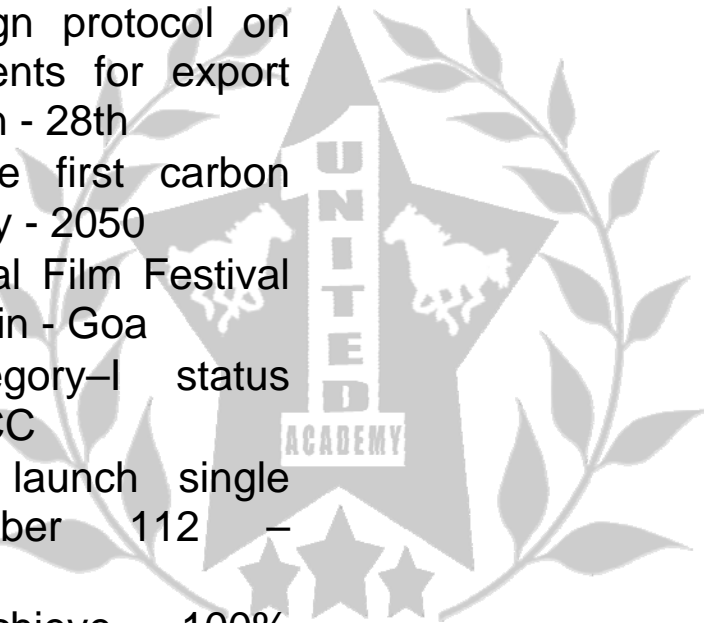 gn protocol on
ents for export
n - 28th
e first carbon
y - 2050
al Film Festival
in - Goa
egory–I status
CC
launch single
ber 112 –
chieve 100%
1
UNITED
ACADEMY